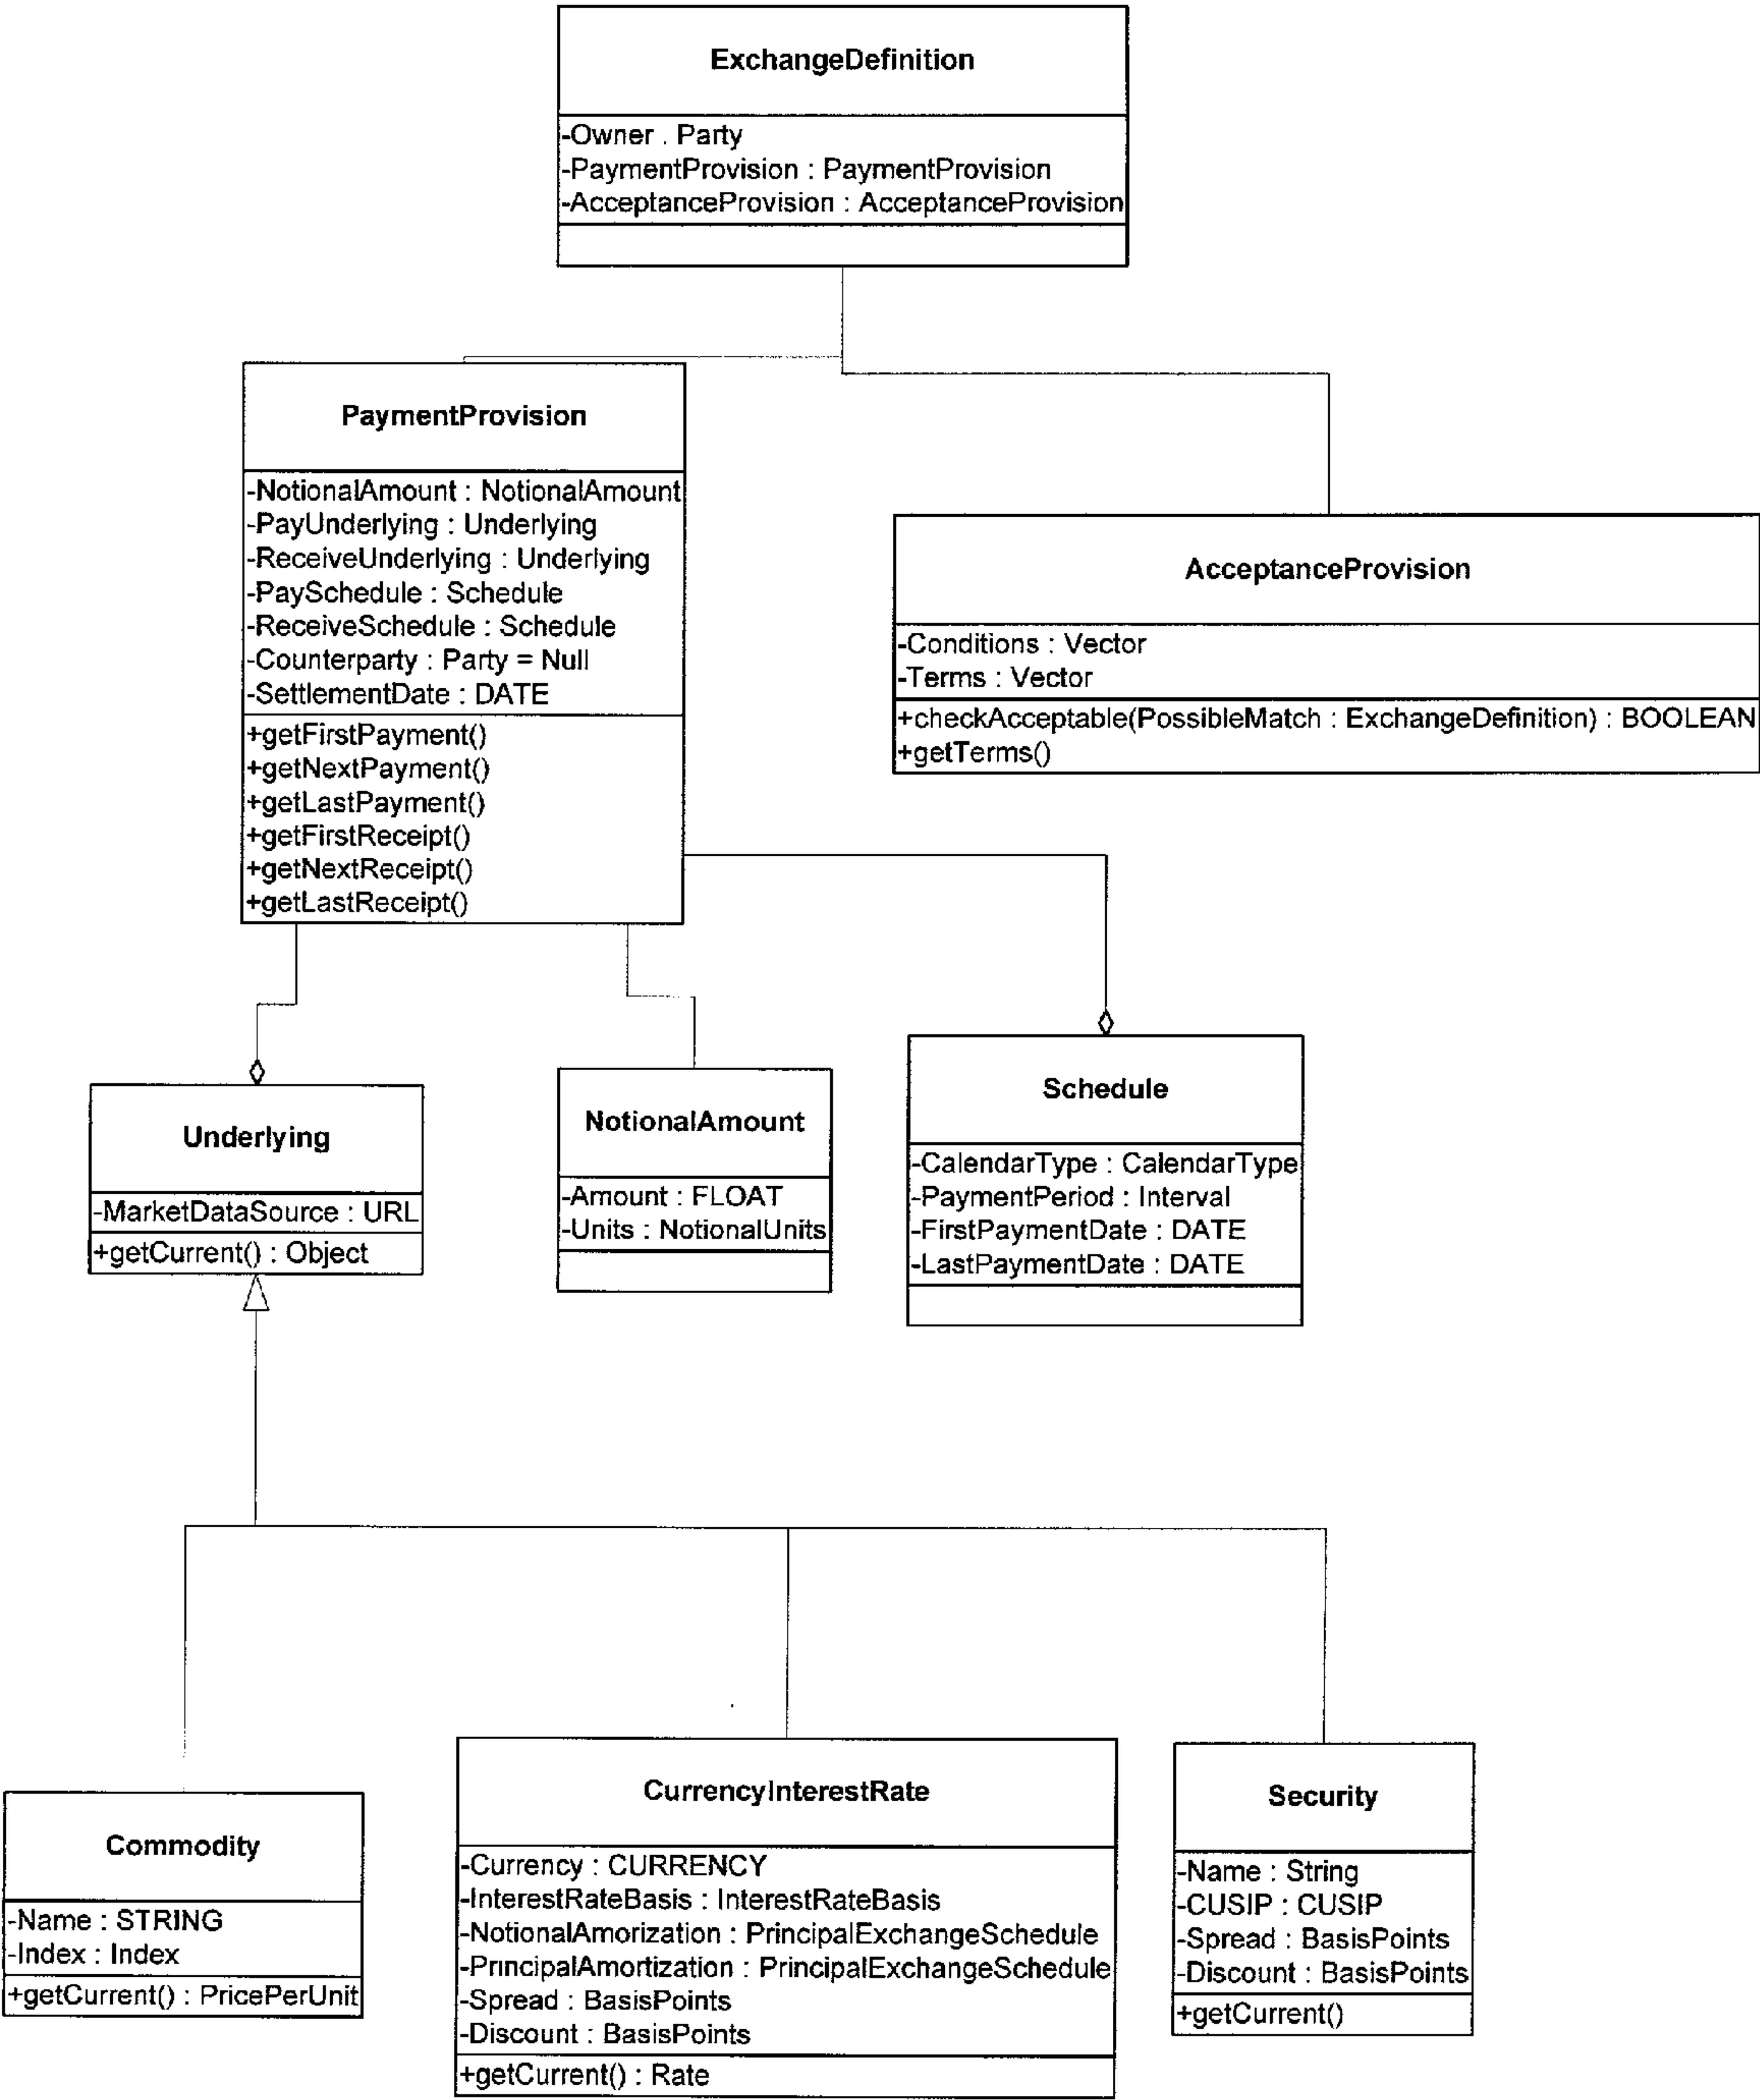 ExchangeDefinition
-Owner . Party
-PaymentProvision : PaymentProvision
-AcceptanceProvision : AcceptanceProvision
PaymentProvision
-NotionalAmount : NotionalAmount
-PayUnderlying : Underlying
-ReceiveUnderlying : Underlying
-PaySchedule : Schedule
-ReceiveSchedule : Schedule
-Counterparty : Party = Null
-SettlementDate : DATE
+getFirstPayment()
+getNextPayment()
+getLastPayment()
+getFirstReceipt()
+getNextReceipt()
+getLastReceipt()
AcceptanceProvision
-Conditions : Vector
-Terms : Vector
+checkAcceptable(PossibleMatch : ExchangeDefinition) : BOOLEAN
+getTerms()
Underlying
-MarketDataSource : URL
+getCurrent() : Object
NotionalAmount
-Amount : FLOAT
-Units : NotionalUnits
Schedule
-CalendarType : CalendarType
-PaymentPeriod : Interval
-FirstPaymentDate : DATE
-LastPaymentDate : DATE
Commodity
-Name : STRING
-Index : Index
+getCurrent() : PricePerUnit
CurrencyInterestRate
-Currency : CURRENCY
-InterestRateBasis : InterestRateBasis
-NotionalAmorization : PrincipalExchangeSchedule
-PrincipalAmortization : PrincipalExchangeSchedule
-Spread : BasisPoints
-Discount : BasisPoints
+getCurrent() : Rate
Security
-Name : String
-CUSIP : CUSIP
-Spread : BasisPoints
-Discount : BasisPoints
+getCurrent()